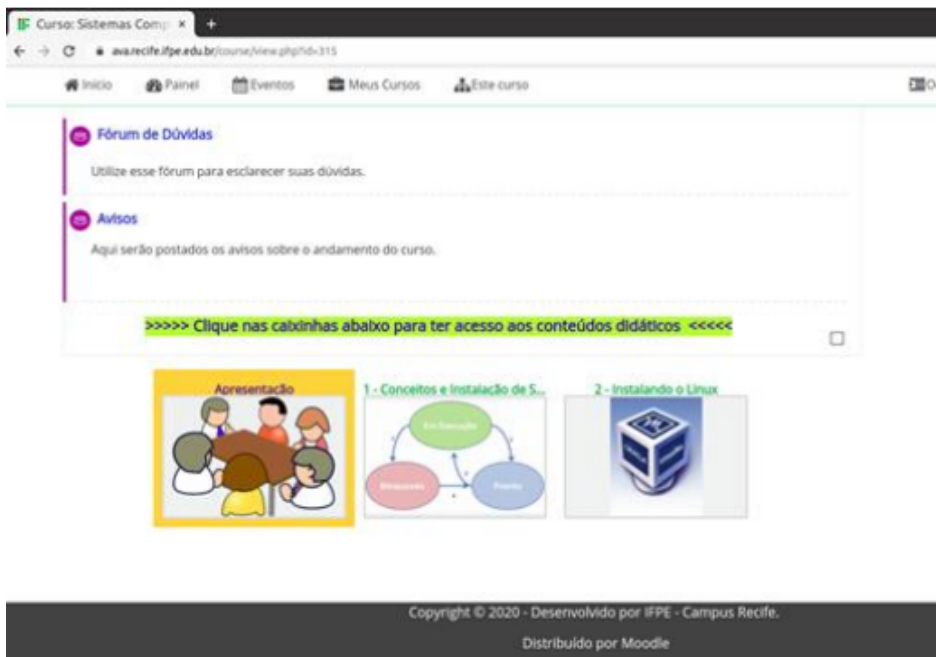 Curso: Sistemas Comp
ava.recife.ifpe.edu.br/course/view.php?id=315
Início Painel Eventos Meus Cursos Este curso
Fórum de Dúvidas
Utilize esse fórum para esclarecer suas dúvidas.
Avisos
Aqui serão postados os avisos sobre o andamento do curso.
>>>>> Clique nas caixinhas abaixo para ter acesso aos conteúdos didáticos <<<<<
Apresentação 1 - Conceitos e Instalação de S... 2 - Instalando o Linux
Em Execução
Bloqueado Pronto
Copyright © 2020 - Desenvolvido por IFPE - Campus Recife.
Distribuído por Moodle